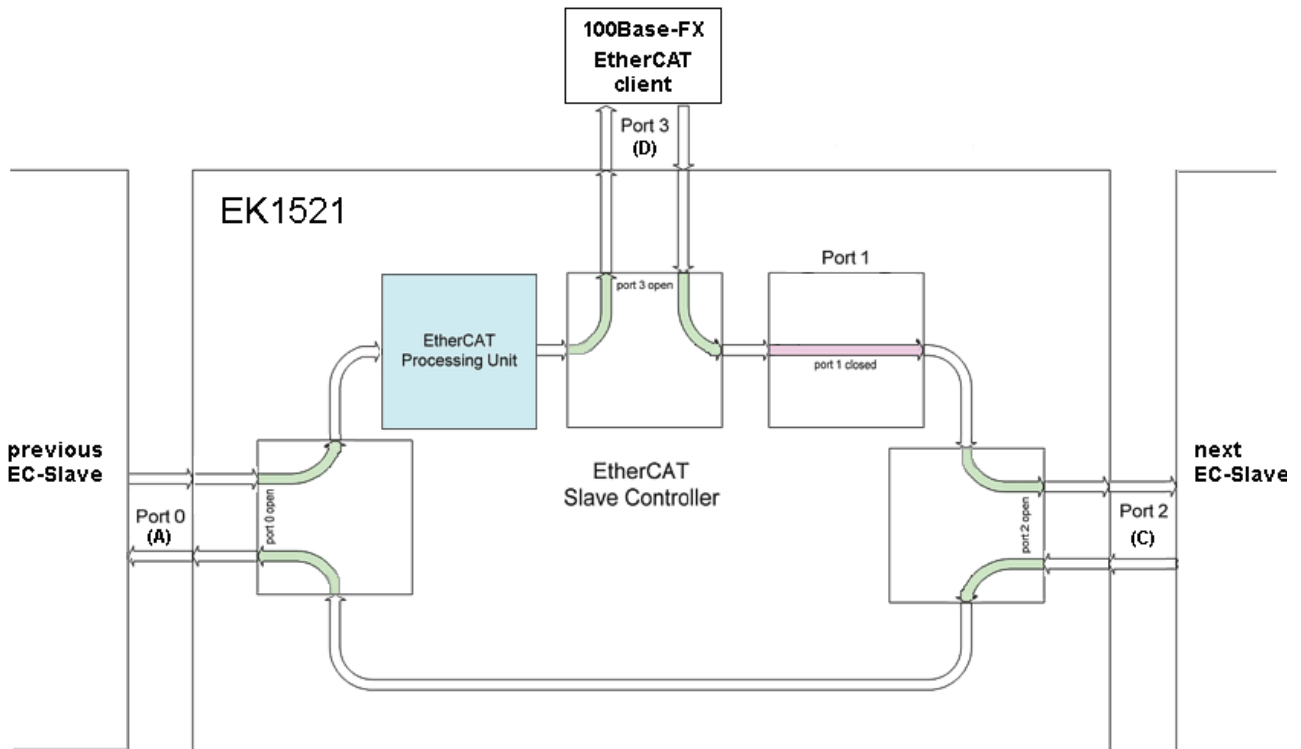 100Base-FX
EtherCAT
client
Port 3
(D)
EK1521
Port 1
port 3 open
EtherCAT
Processing Unit
port 1 closed
previous
EC-Slave
next
EC-Slave
EtherCAT
Slave Controller
port 0 open
port 2 open
Port 0
(A)
Port 2
(C)